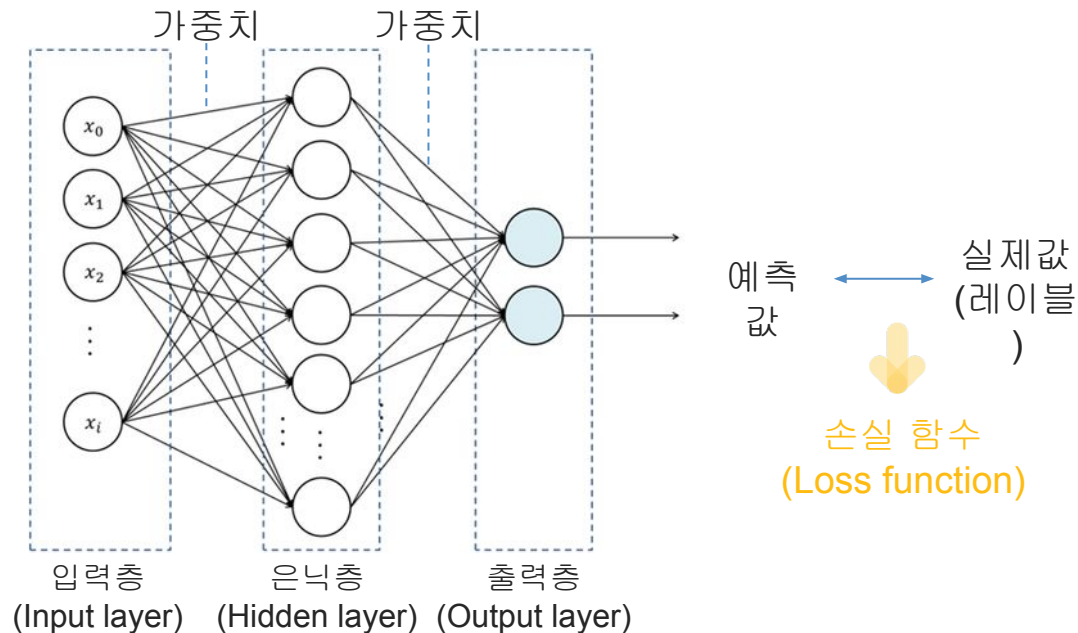 가중치
가중치
x₀
x₁
x₂
xᵢ
예측
값
실제값
(레이블
)
손실 함수
(Loss function)
입력층
(Input layer)
은닉층
(Hidden layer)
출력층
(Output layer)